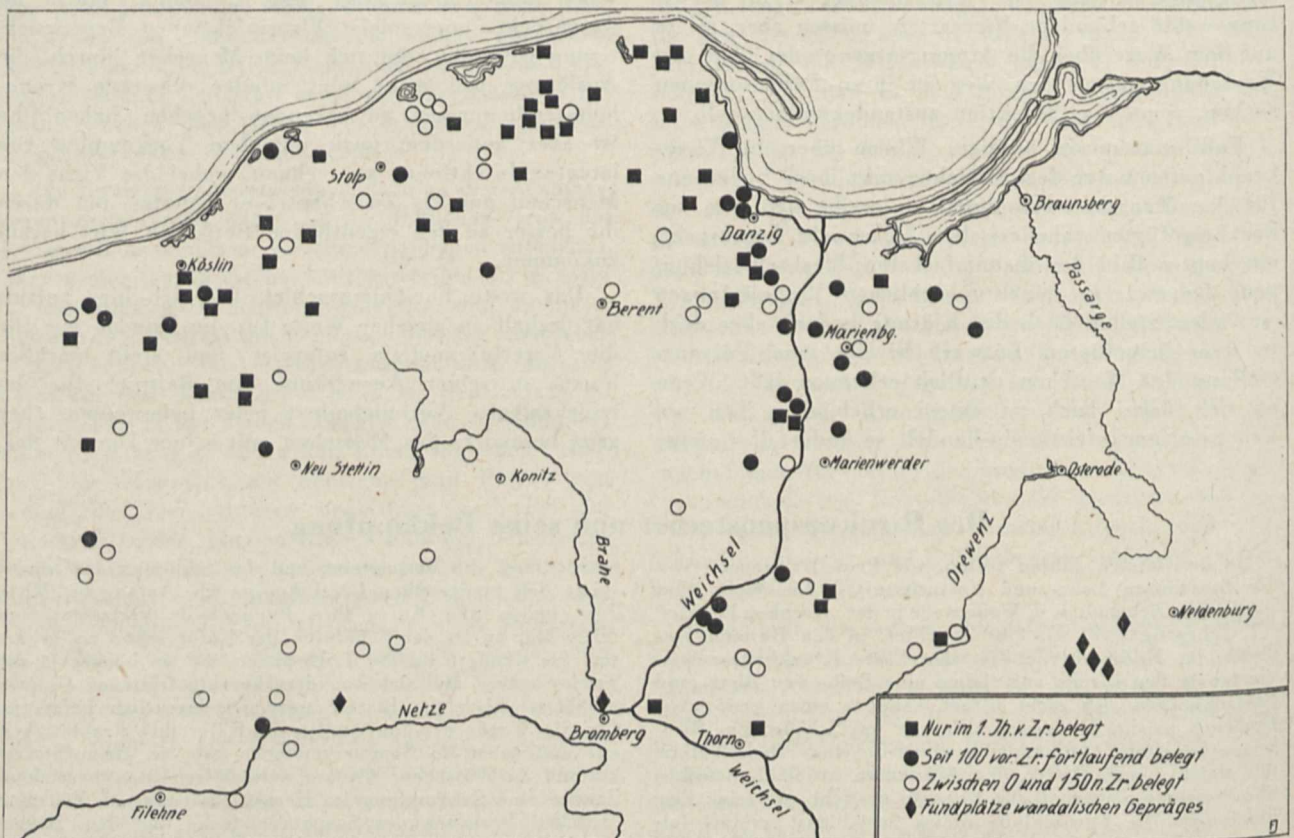 Stolp
Köslin
Danzig
Braunsberg
Passarge
Berent
Marienbg.
Neu Stettin
Konitz
Marienwerder
Osterode
Brahe
Weichsel
Drewenz
Neidenburg
Netze
Bromberg
Thorn
Weichsel
Filehne
Nur im 1. Jh. v. Zr. belegt
Seit 100 vor Zr. fortlaufend belegt
Zwischen 0 und 150 n. Zr. belegt
Fundplätze wandalischen Gepräges